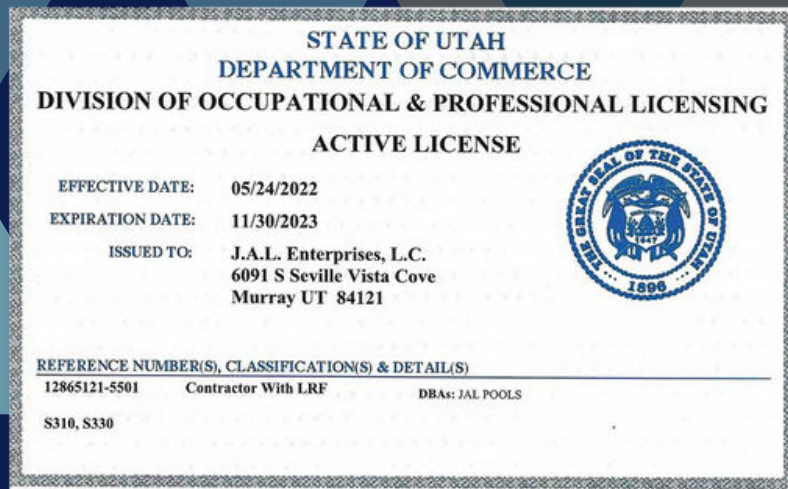 STATE OF UTAH
DEPARTMENT OF COMMERCE
DIVISION OF OCCUPATIONAL & PROFESSIONAL LICENSING
ACTIVE LICENSE
EFFECTIVE DATE: 05/24/2022
EXPIRATION DATE: 11/30/2023
ISSUED TO: J.A.L. Enterprises, L.C.
6091 S Seville Vista Cove
Murray UT 84121
THE GREAT SEAL OF THE STATE OF UTAH
1847
1896
REFERENCE NUMBER(S), CLASSIFICATION(S) & DETAIL(S)
12865121-5501 Contractor With LRF DBAs: JAL POOLS
S310, S330